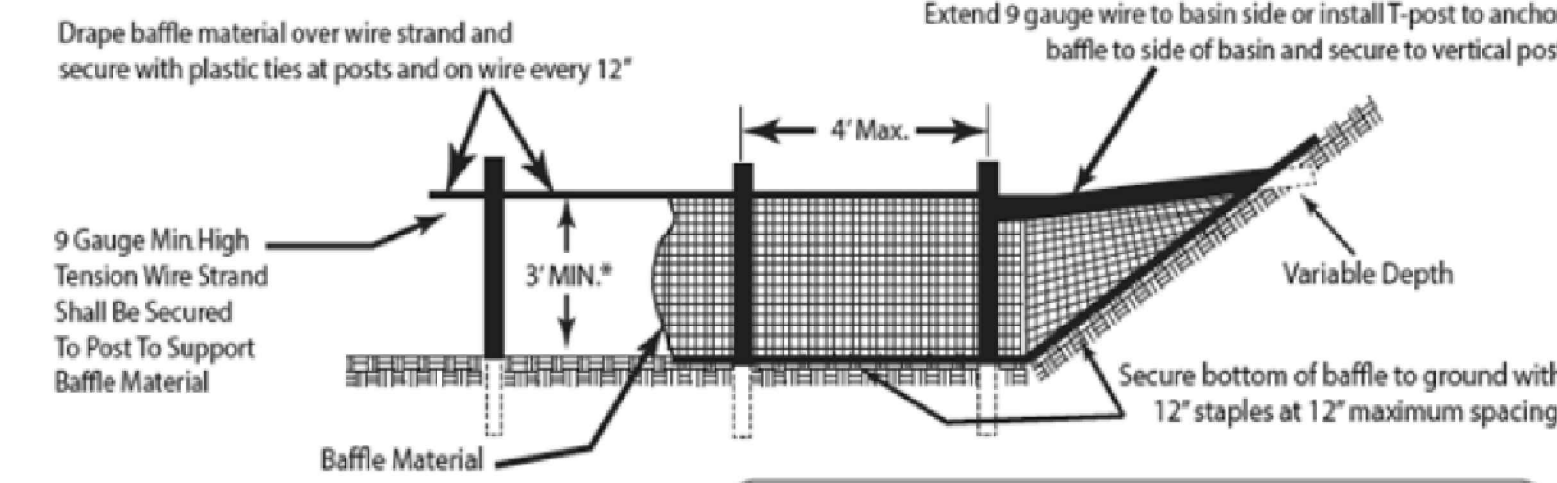 Drape baffle material over wire strand and
secure with plastic ties at posts and on wire every 12"
Extend 9 gauge wire to basin side or install T-post to ancho
baffle to side of basin and secure to vertical pos
4' Max.
9 Gauge Min. High
Tension Wire Strand
Shall Be Secured
To Post To Support
Baffle Material
3' MIN.*
Variable Depth
Secure bottom of baffle to ground with
12" staples at 12" maximum spacing
Baffle Material